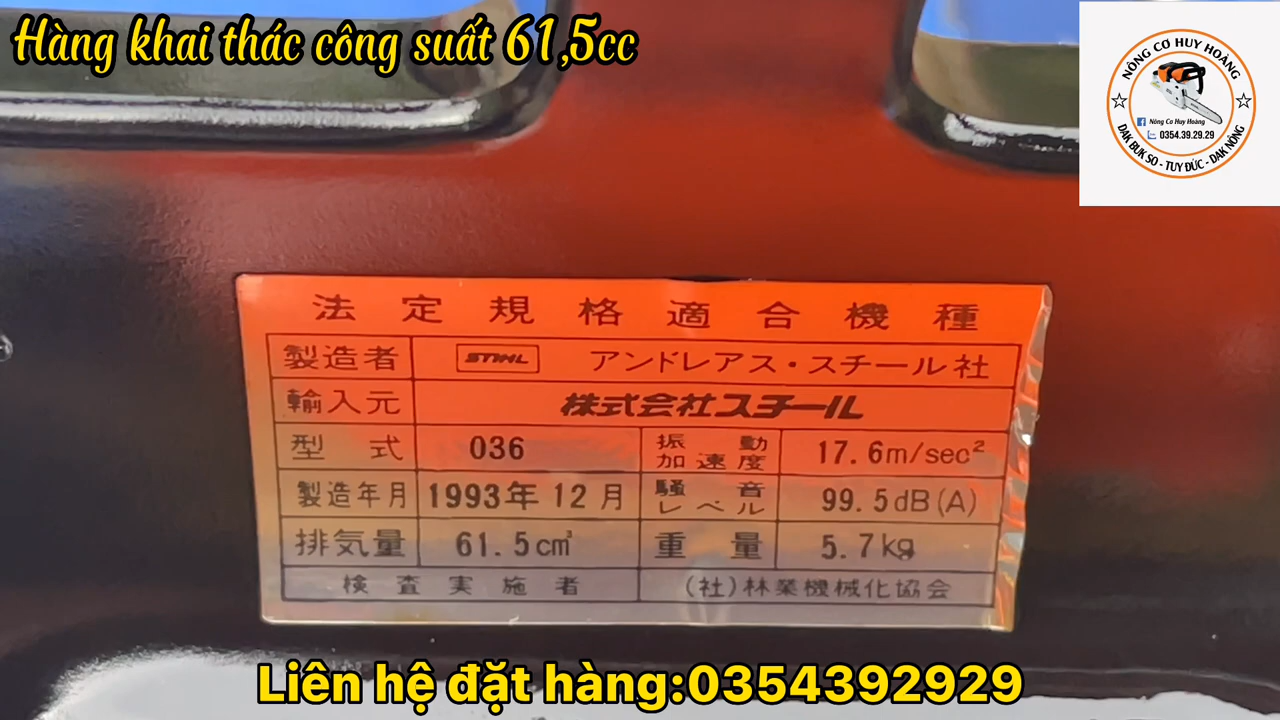 Hàng khai thác công suất 61,5cc
NÔNG CƠ HUY HOÀNG
Nông Cơ Huy Hoàng
0354.39.29.29
DAK BUK SO - TUY ĐỨC - DAK NÔNG
法定規格適合機種
製造者 STIHL アンドレアス・スチール社
輸入元 株式会社スチール
型式 036 振動加速度 17.6m/sec²
製造年月 1993年12月 騒音レベル 99.5dB(A)
排気量 61.5cm³ 重量 5.7kg
検査実施者 (社)林業機械化協会
Liên hệ đặt hàng:0354392929